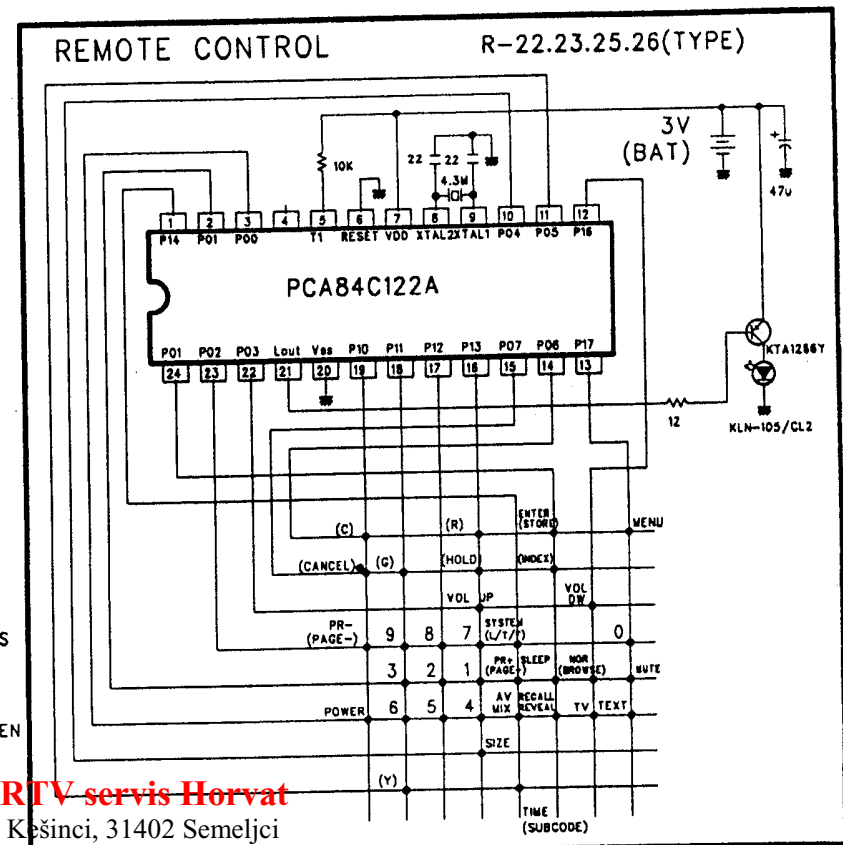 REMOTE CONTROL
R-22.23.25.26(TYPE)
3V
(BAT)
47u
10K
22
22
4.3M
1
2
3
4
5
6
7
8
9
10
11
12
P14
P01
P00
T1
RESET
VDD
XTAL2
XTAL1
P04
P05
P16
PCA84C122A
P01
P02
P03
Lout
Vss
P10
P11
P12
P13
P07
P06
P17
24
23
22
21
20
19
18
17
16
15
14
13
KTA1266Y
12
KLN-105/CL2
(C)
(R)
ENTER
(STORE)
MENU
(CANCEL)
(G)
(HOLD)
(INDEX)
VOL UP
VOL
DW
PR-
(PAGE-)
9
8
7
SYSTEM
(L/T/T)
0
S
3
2
1
PR+
(PAGE+)
SLEEP
NOR
(BROWSE)
MUTE
POWER
6
5
4
AV
MIX
RECALL
REVEAL
TV
TEXT
EN
SIZE
(Y)
TIME
(SUBCODE)
RTV servis Horvat
Kešinci, 31402 Semeljci